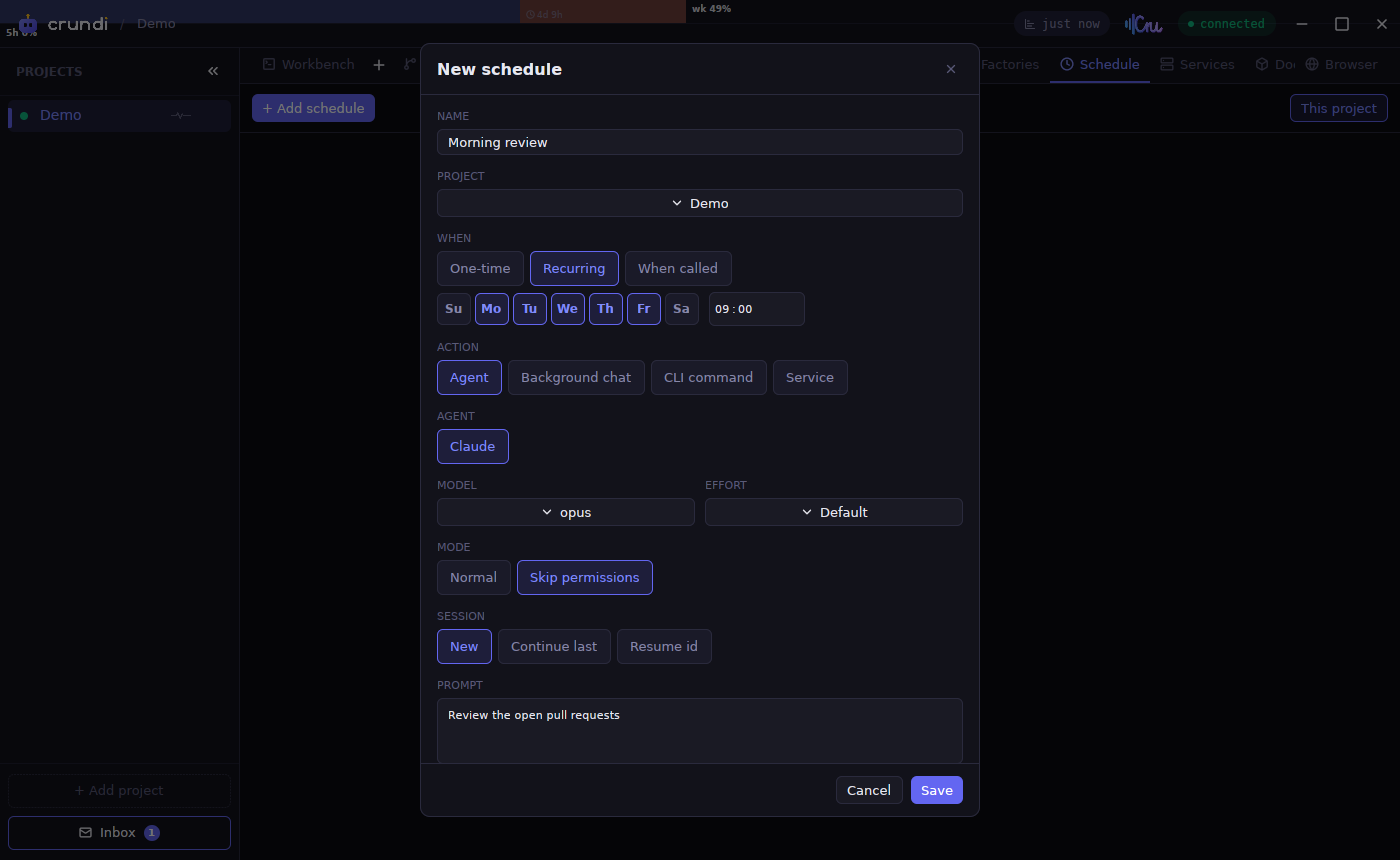 4d 9h
wk 49%
5h 0%
crundi / Demo
just now
Cru
connected
PROJECTS
Workbench
Factories
Schedule
Services
Doc
Browser
Demo
+ Add schedule
This project
New schedule
NAME
Morning review
PROJECT
Demo
WHEN
One-time Recurring When called
Su Mo Tu We Th Fr Sa 09:00
ACTION
Agent Background chat CLI command Service
AGENT
Claude
MODEL EFFORT
opus Default
MODE
Normal Skip permissions
SESSION
New Continue last Resume id
PROMPT
Review the open pull requests
Cancel Save
+ Add project
Inbox 1